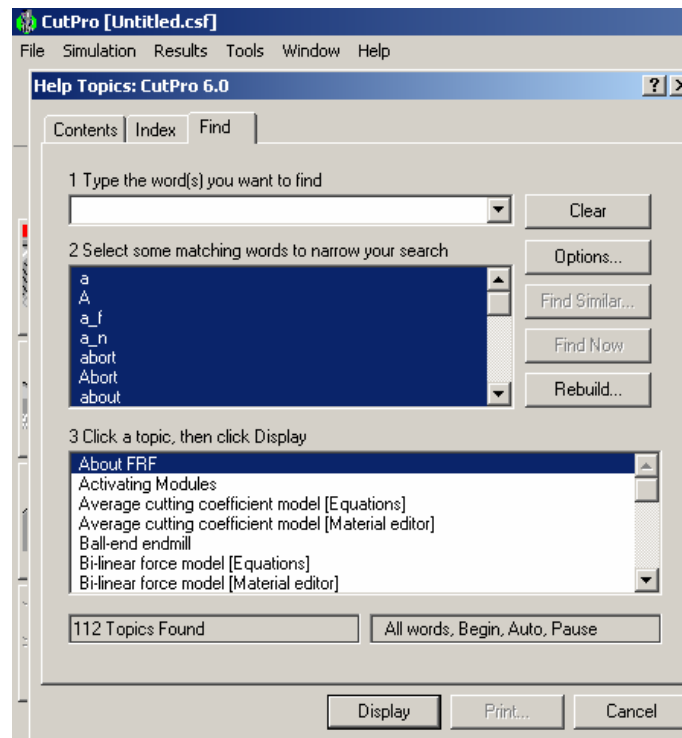 CutPro [Untitled.csf]
File Simulation Results Tools Window Help
Help Topics: CutPro 6.0
Contents Index Find
1 Type the word(s) you want to find
Clear
2 Select some matching words to narrow your search
Options...
a
A
a_f
a_n
abort
Abort
about
Find Similar...
Find Now
Rebuild...
3 Click a topic, then click Display
About FRF
Activating Modules
Average cutting coefficient model [Equations]
Average cutting coefficient model [Material editor]
Ball-end endmill
Bi-linear force model [Equations]
Bi-linear force model [Material editor]
112 Topics Found
All words, Begin, Auto, Pause
Display Print... Cancel